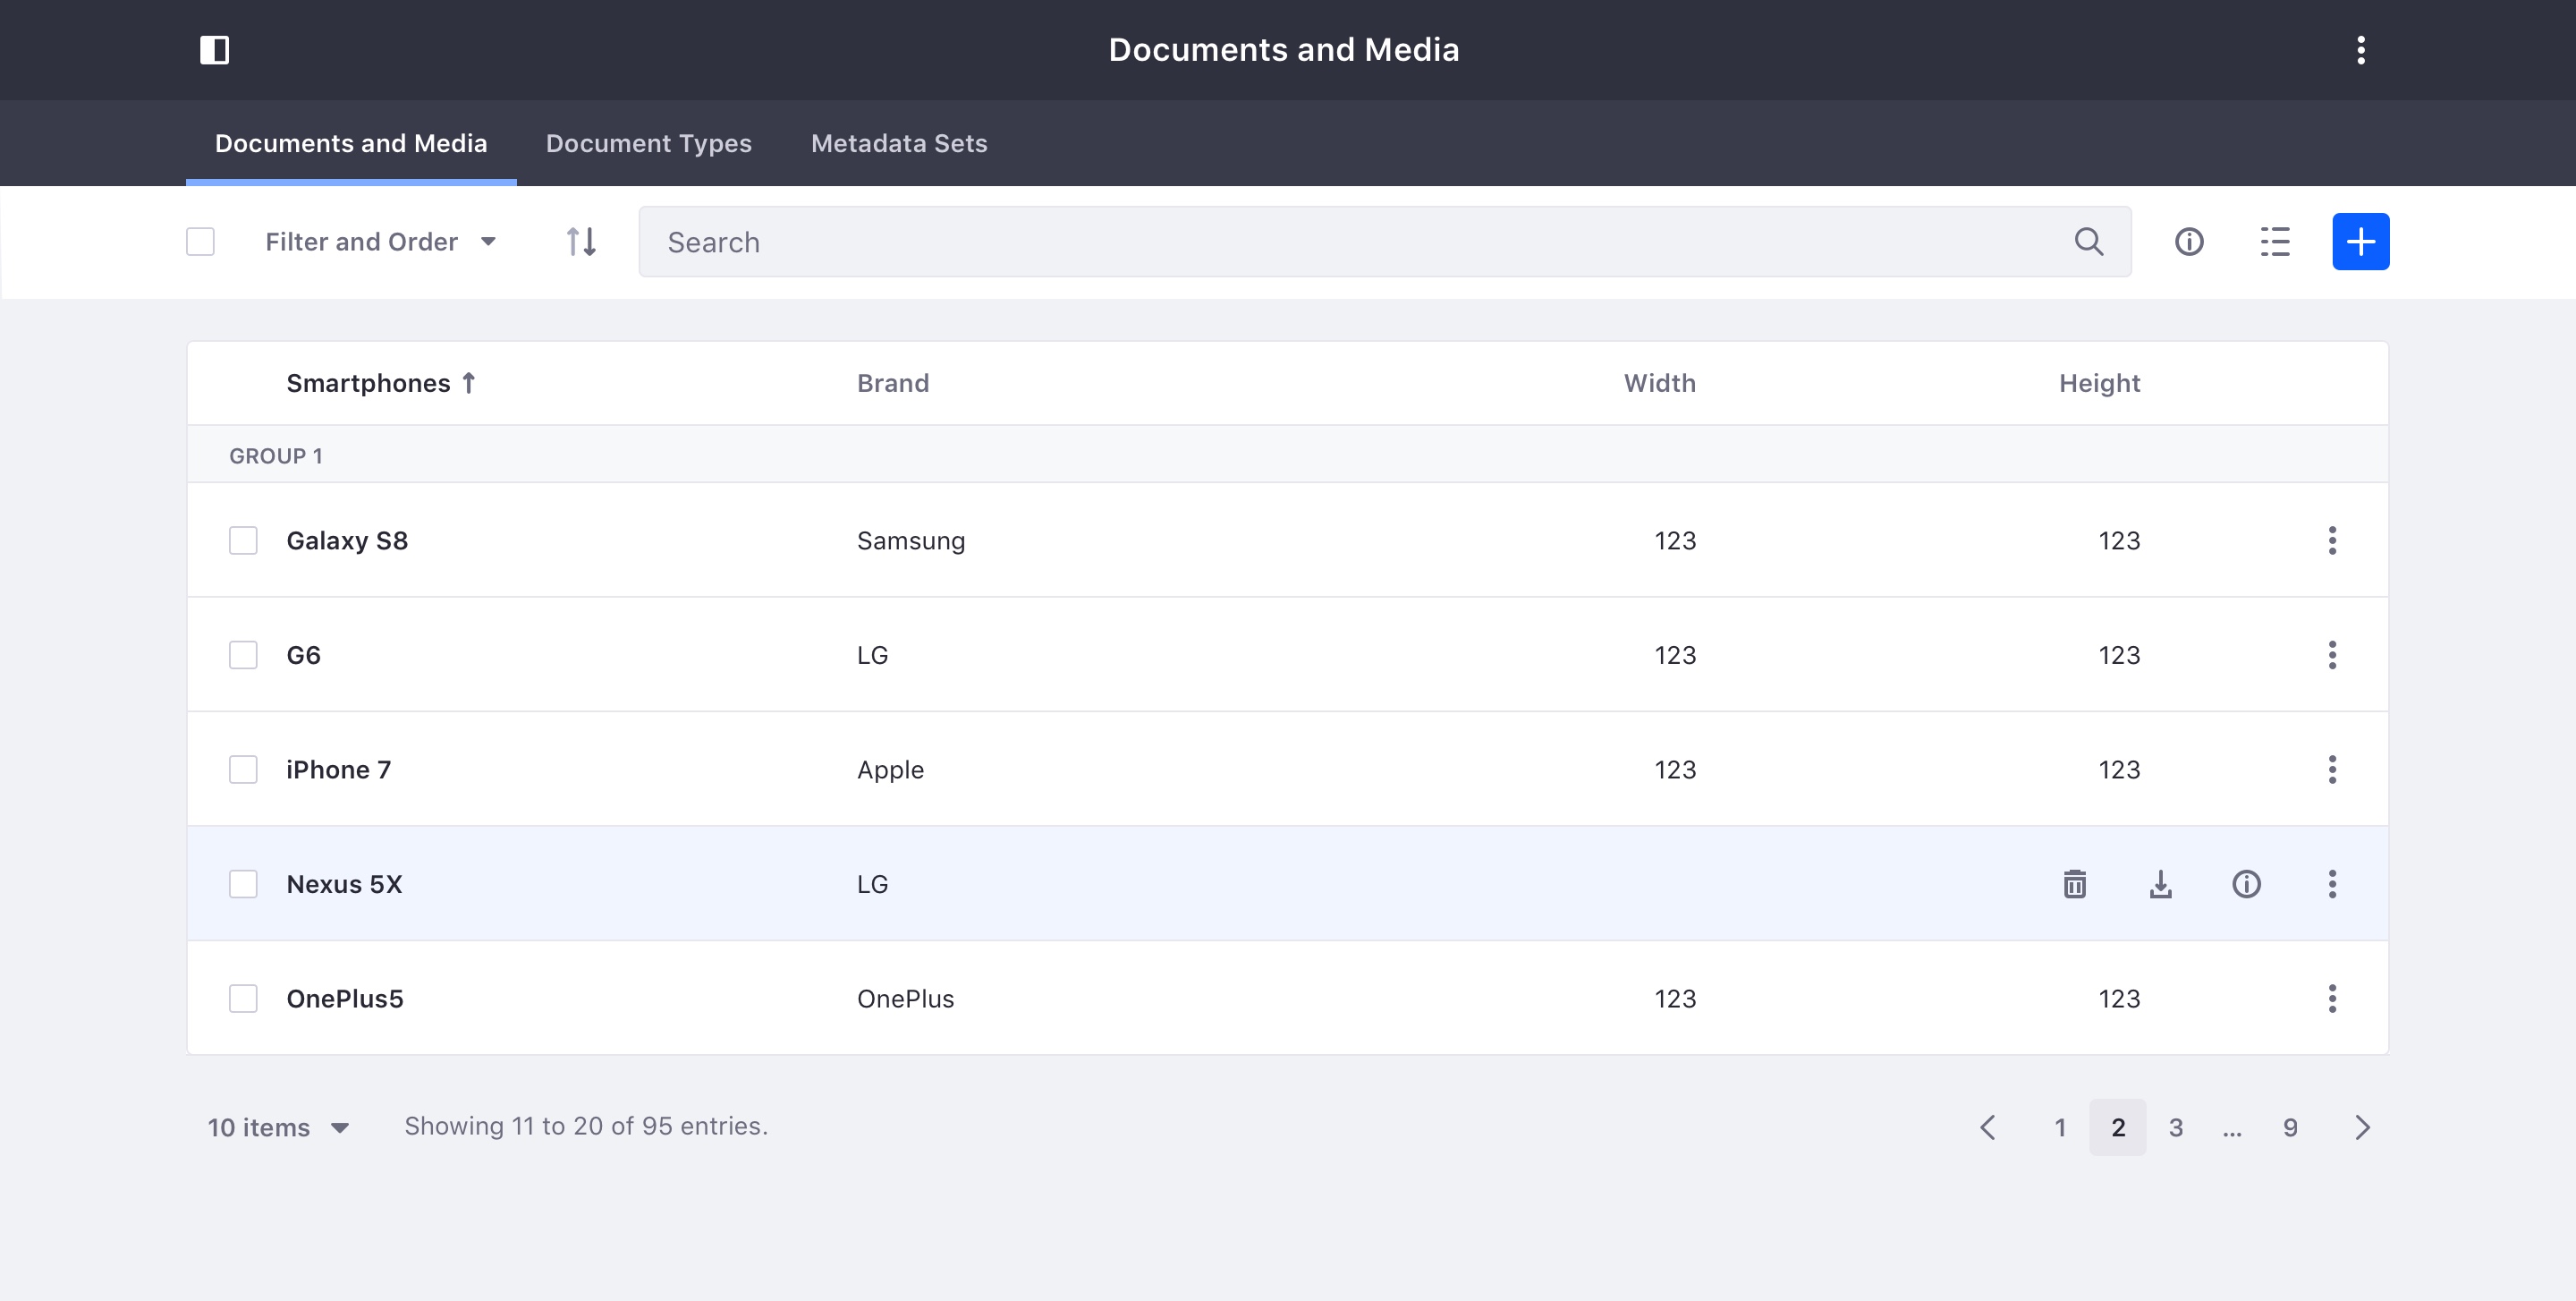 Documents and Media
Documents and Media Document Types Metadata Sets
Filter and Order Search
Smartphones Brand Width Height
GROUP 1
Galaxy S8 Samsung 123 123
G6 LG 123 123
iPhone 7 Apple 123 123
Nexus 5X LG
OnePlus5 OnePlus 123 123
10 items Showing 11 to 20 of 95 entries. 1 2 3 ... 9